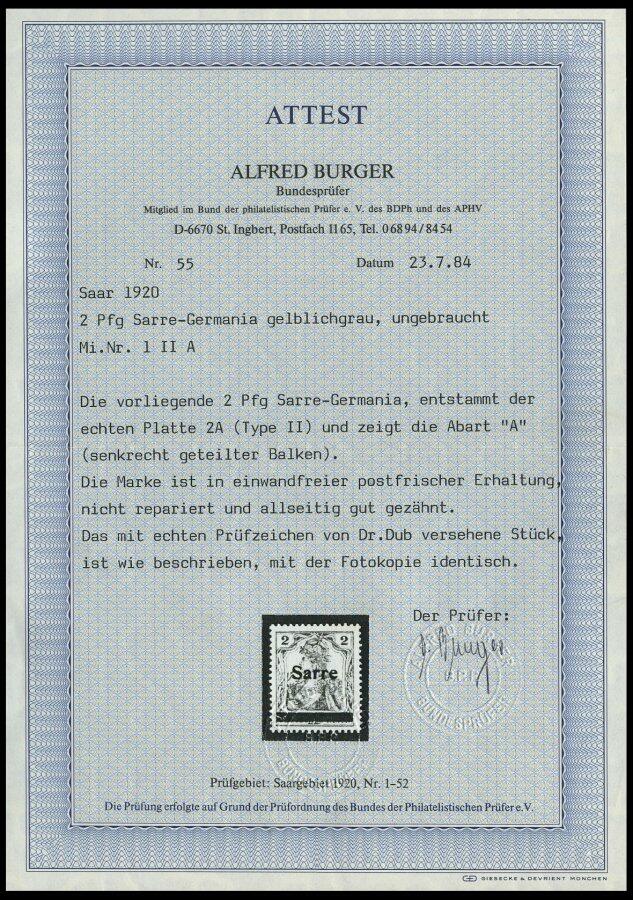 ATTEST
ALFRED BURGER
Bundesprüfer
Mitglied im Bund der philatelistischen Prüfer e. V. des BDPh und des APHV
D-6670 St. Ingbert, Postfach 1165, Tel. 06894/8454
Nr. 55 Datum 23.7.84
Saar 1920
2 Pfg Sarre-Germania gelblichgrau, ungebraucht
Mi.Nr. 1 II A
Die vorliegende 2 Pfg Sarre-Germania, entstammt der
echten Platte 2A (Type II) und zeigt die Abart "A"
(senkrecht geteilter Balken).
Die Marke ist in einwandfreier postfrischer Erhaltung,
nicht repariert und allseitig gut gezähnt.
Das mit echten Prüfzeichen von Dr.Dub versehene Stück,
ist wie beschrieben, mit der Fotokopie identisch.
Der Prüfer:
ALFRED BURGER
BUNDESPRÜFER
2 2
Sarre
Prüfgebiet: Saargebiet 1920, Nr. 1-52
Die Prüfung erfolgte auf Grund der Prüfordnung des Bundes der Philatelistischen Prüfer e.V.
GIESECKE & DEVRIENT MÜNCHEN